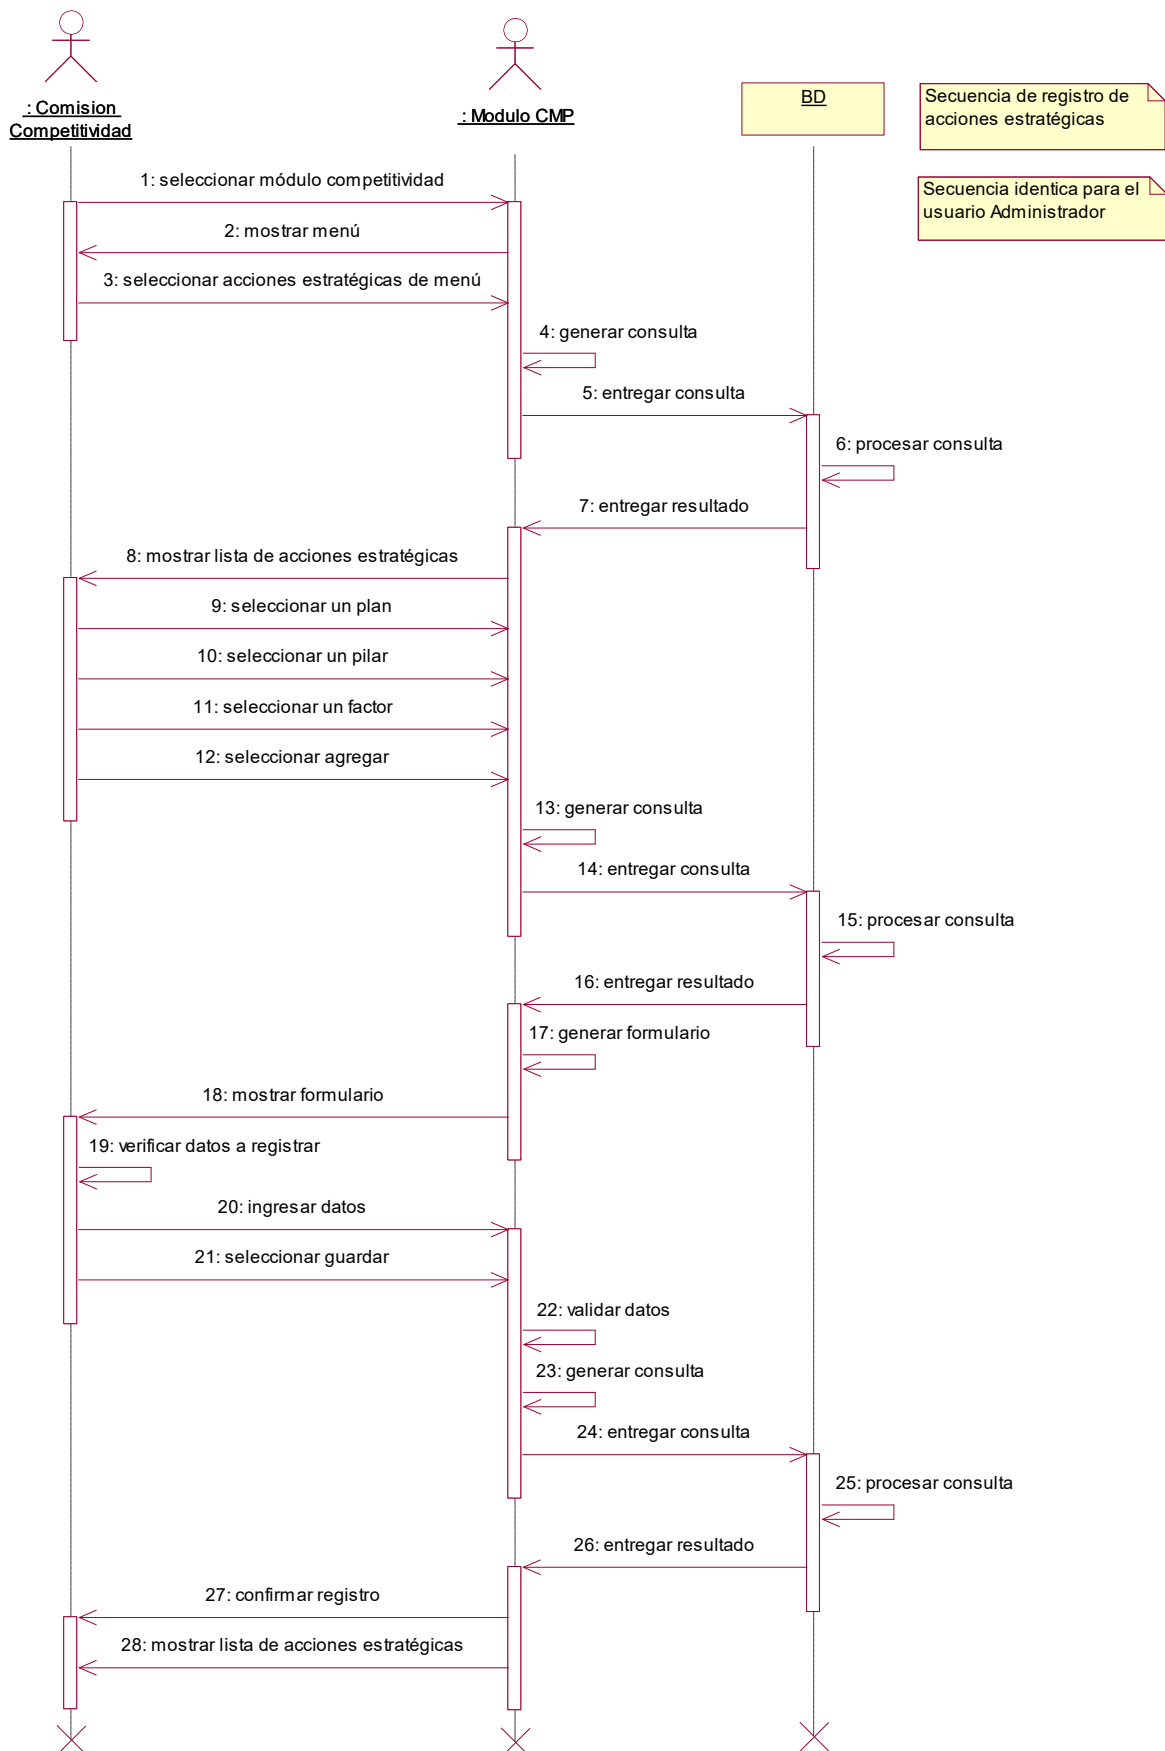 : Comision
Competitividad
: Modulo CMP
BD
Secuencia de registro de
acciones estratégicas
Secuencia identica para el
usuario Administrador
1: seleccionar módulo competitividad
2: mostrar menú
3: seleccionar acciones estratégicas de menú
4: generar consulta
5: entregar consulta
6: procesar consulta
7: entregar resultado
8: mostrar lista de acciones estratégicas
9: seleccionar un plan
10: seleccionar un pilar
11: seleccionar un factor
12: seleccionar agregar
13: generar consulta
14: entregar consulta
15: procesar consulta
16: entregar resultado
17: generar formulario
18: mostrar formulario
19: verificar datos a registrar
20: ingresar datos
21: seleccionar guardar
22: validar datos
23: generar consulta
24: entregar consulta
25: procesar consulta
26: entregar resultado
27: confirmar registro
28: mostrar lista de acciones estratégicas